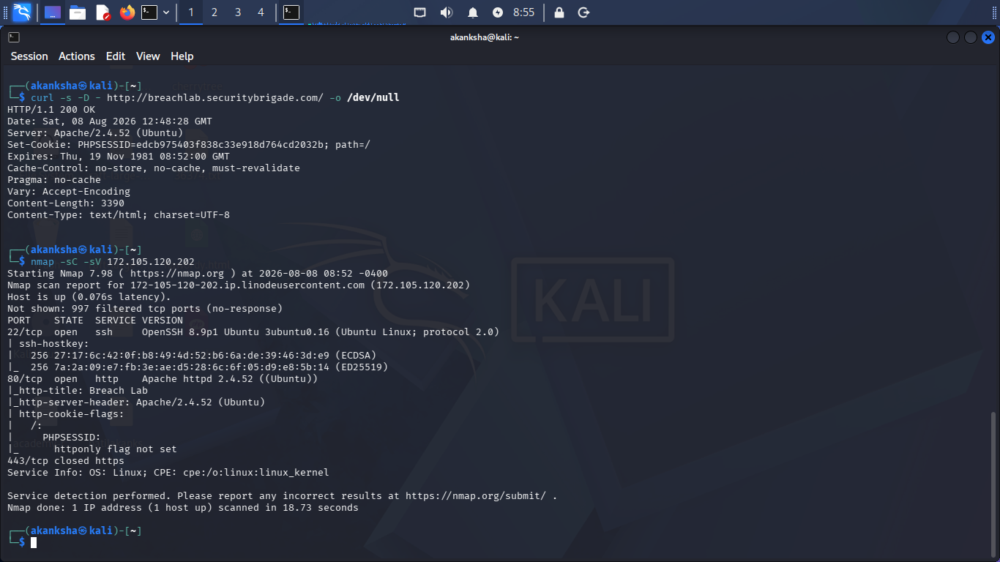 1 2 3 4 8:55
akanksha@kali: ~
Session Actions Edit View Help
┌──(akanksha㉿kali)-[~]
└─$ curl -s -D - http://breachlab.securitybrigade.com/ -o /dev/null
HTTP/1.1 200 OK
Date: Sat, 08 Aug 2026 12:48:28 GMT
Server: Apache/2.4.52 (Ubuntu)
Set-Cookie: PHPSESSID=edcb975403f838c33e918d764cd2032b; path=/
Expires: Thu, 19 Nov 1981 08:52:00 GMT
Cache-Control: no-store, no-cache, must-revalidate
Pragma: no-cache
Vary: Accept-Encoding
Content-Length: 3390
Content-Type: text/html; charset=UTF-8
┌──(akanksha㉿kali)-[~]
└─$ nmap -sC -sV 172.105.120.202
Starting Nmap 7.98 ( https://nmap.org ) at 2026-08-08 08:52 -0400
Nmap scan report for 172-105-120-202.ip.linodeusercontent.com (172.105.120.202)
Host is up (0.076s latency).
Not shown: 997 filtered tcp ports (no-response)
PORT    STATE  SERVICE VERSION
22/tcp  open   ssh     OpenSSH 8.9p1 Ubuntu 3ubuntu0.16 (Ubuntu Linux; protocol 2.0)
| ssh-hostkey:
|   256 27:17:6c:42:0f:b8:49:4d:52:b6:6a:de:39:46:3d:e9 (ECDSA)
|_  256 7a:2a:09:e7:fb:3e:ae:d5:28:6c:6f:05:d9:e8:5b:14 (ED25519)
80/tcp  open   http    Apache httpd 2.4.52 ((Ubuntu))
|_http-title: Breach Lab
|_http-server-header: Apache/2.4.52 (Ubuntu)
| http-cookie-flags:
|   /:
|     PHPSESSID:
|_      httponly flag not set
443/tcp closed https
Service Info: OS: Linux; CPE: cpe:/o:linux:linux_kernel
Service detection performed. Please report any incorrect results at https://nmap.org/submit/ .
Nmap done: 1 IP address (1 host up) scanned in 18.73 seconds
┌──(akanksha㉿kali)-[~]
└─$
KALI